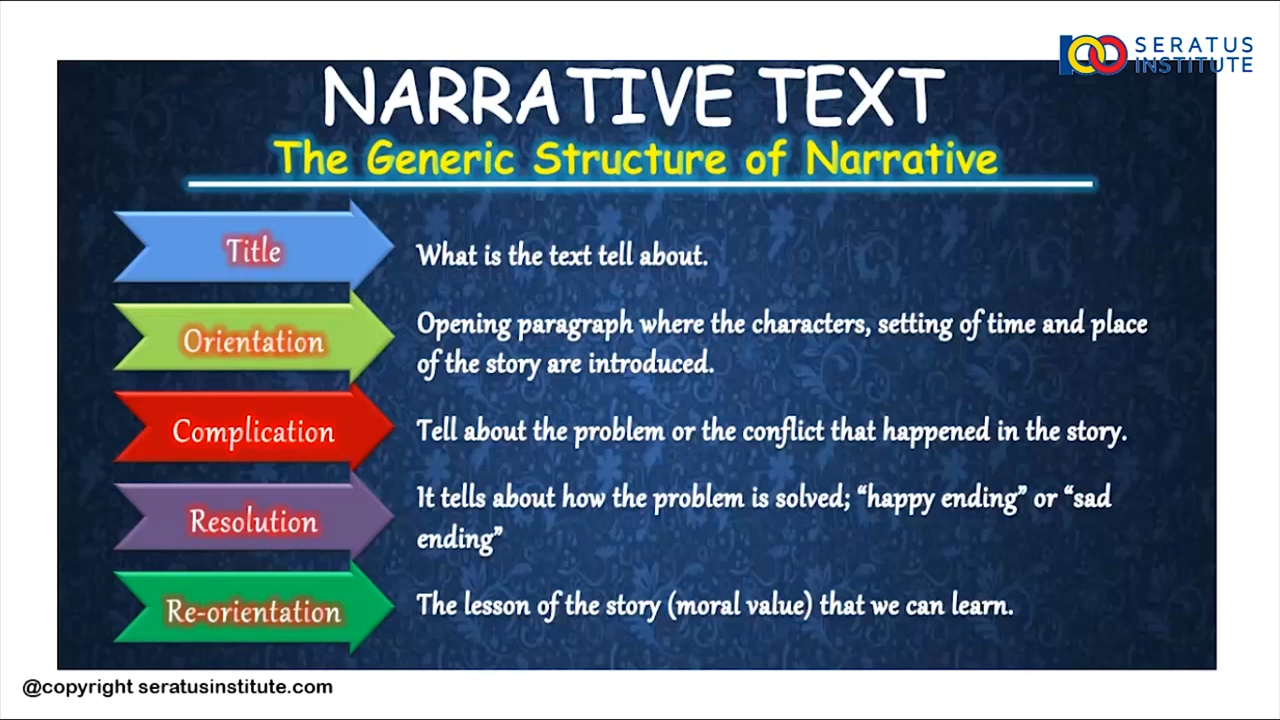 100 SERATUS
INSTITUTE
NARRATIVE TEXT
The Generic Structure of Narrative
Title
What is the text tell about.
Orientation
Opening paragraph where the characters, setting of time and place
of the story are introduced.
Complication
Tell about the problem or the conflict that happened in the story.
Resolution
It tells about how the problem is solved; “happy ending” or “sad
ending”
Re-orientation
The lesson of the story (moral value) that we can learn.
@copyright seratusinstitute.com